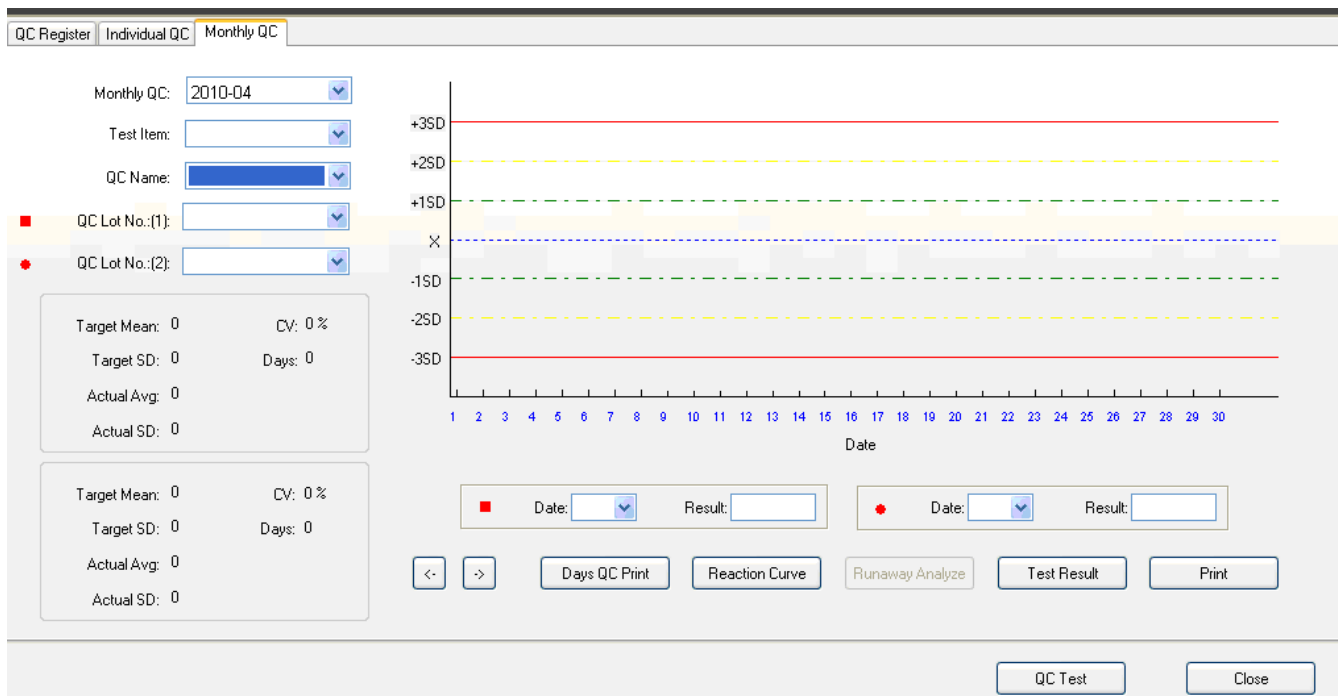 QC Register Individual QC Monthly QC
Monthly QC: 2010-04
Test Item:
QC Name:
QC Lot No.:(1):
QC Lot No.:(2):
Target Mean: 0 CV: 0 %
Target SD: 0 Days: 0
Actual Avg: 0
Actual SD: 0
Target Mean: 0 CV: 0 %
Target SD: 0 Days: 0
Actual Avg: 0
Actual SD: 0
+3SD
+2SD
+1SD
X
-1SD
-2SD
-3SD
1 2 3 4 5 6 7 8 9 10 11 12 13 14 15 16 17 18 19 20 21 22 23 24 25 26 27 28 29 30
Date
Date: Result: Date: Result:
<- -> Days QC Print Reaction Curve Runaway Analyze Test Result Print
QC Test Close